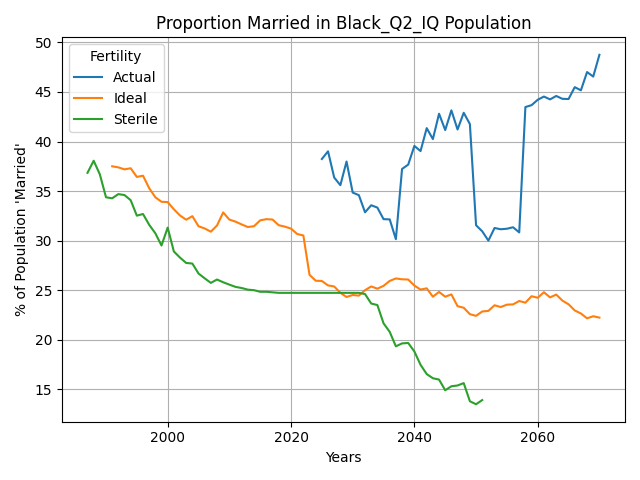 Proportion Married in Black_Q2_IQ Population
% of Population 'Married'
50
45
40
35
30
25
20
15
Fertility
Actual
Ideal
Sterile
2000
2020
2040
2060
Years